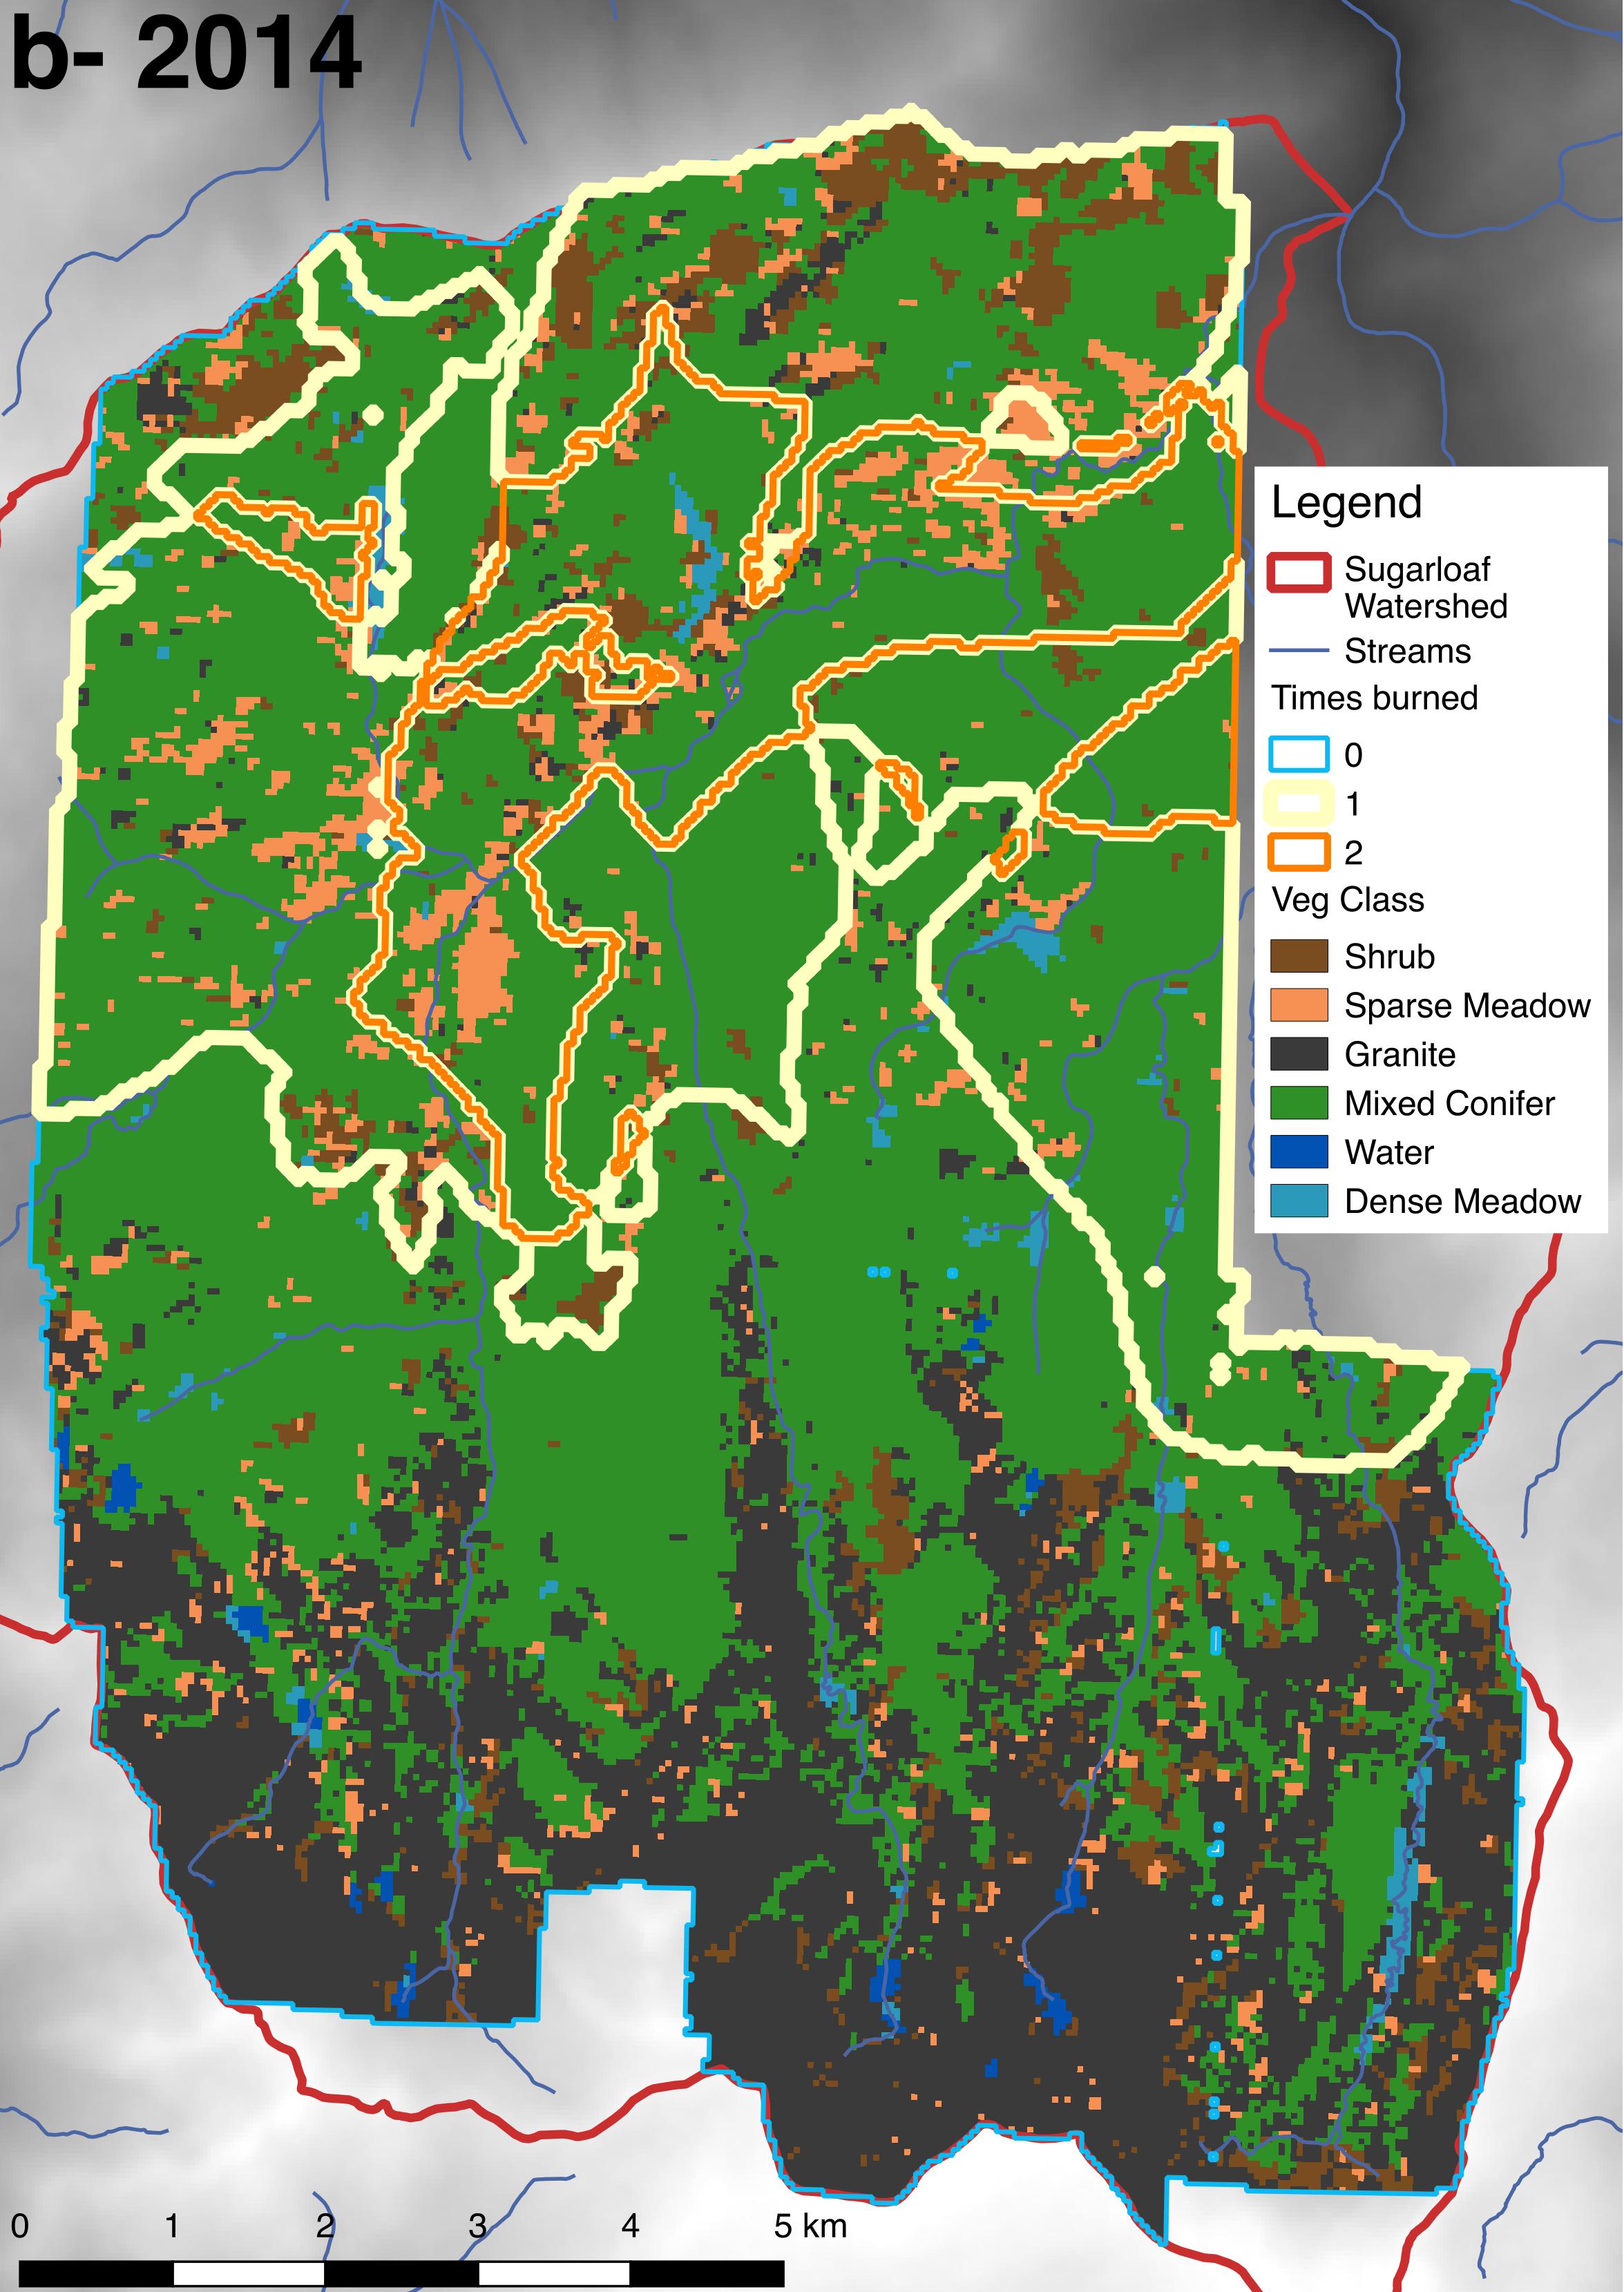 b- 2014
Legend
Sugarloaf
Watershed
Streams
Times burned
0
1
2
Veg Class
Shrub
Sparse Meadow
Granite
Mixed Conifer
Water
Dense Meadow
0 1 2 3 4 5 km